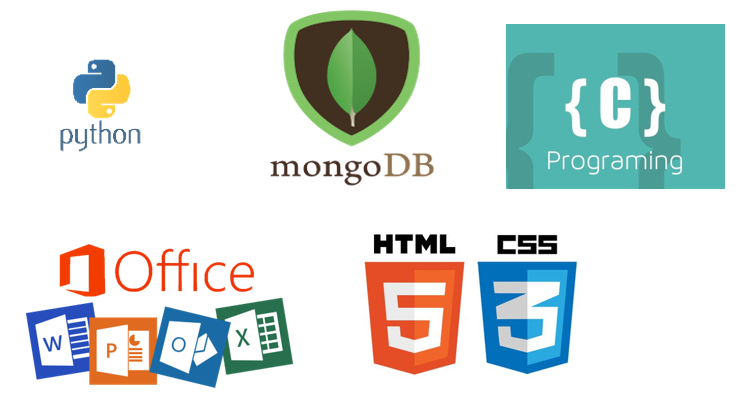 python
mongoDB
{C}
Programing
Office
W
P
O
X
HTML
5
CSS
3